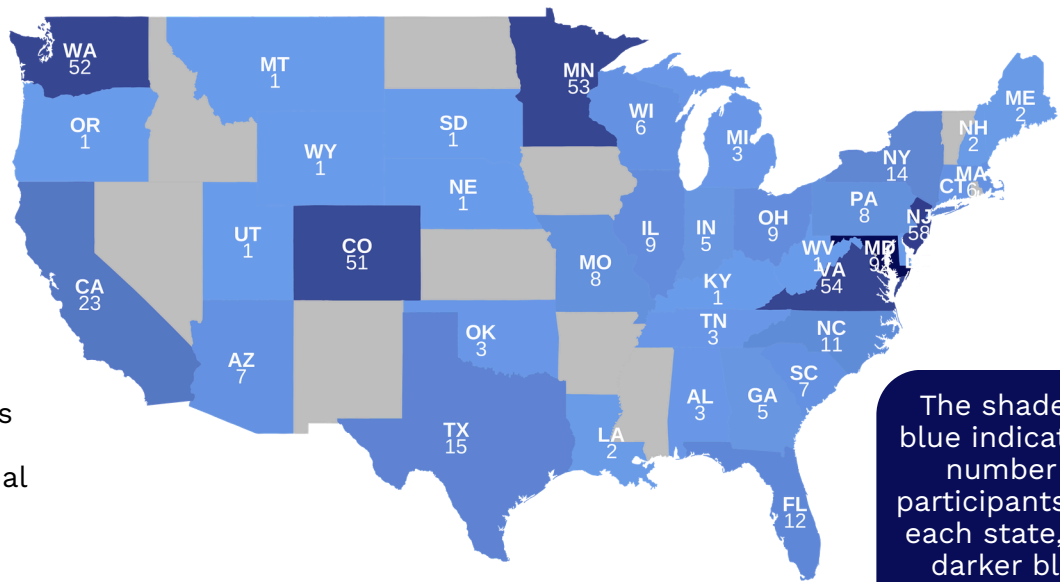 WA
52
OR
1
CA
23
MT
1
WY
1
UT
1
AZ
7
CO
51
SD
1
NE
1
OK
3
TX
15
MN
53
MO
8
LA
2
WI
6
IL
9
MI
3
IN
5
OH
9
KY
1
TN
3
AL
3
GA
5
FL
12
SC
7
NC
11
VA
54
WV
1
MD
PA
8
NY
14
NJ
58
CT
MA
6
NH
2
ME
2
s
al
The shade
blue indicat
number
participants
each state,
darker bl